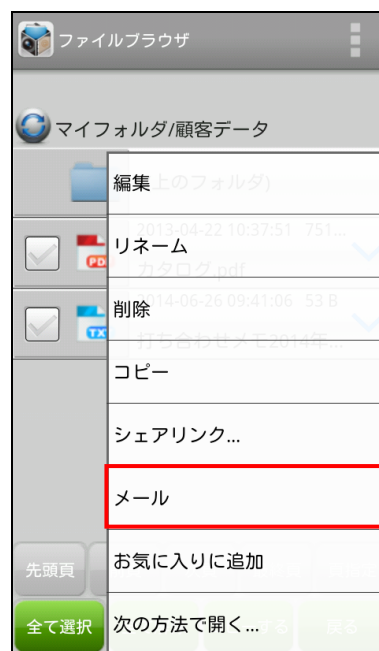 ファイルブラウザ
マイフォルダ/顧客データ
上のフォルダ)
編集
2013-04-22 10:37:51 751...
リネーム
カタログ.pdf
2014-06-26 09:41:06 53 B
削除
打ち合わせメモ2014年...
コピー
シェアリンク...
メール
お気に入りに追加
先頭頁
次の方法で開く...
全て選択
する
戻る